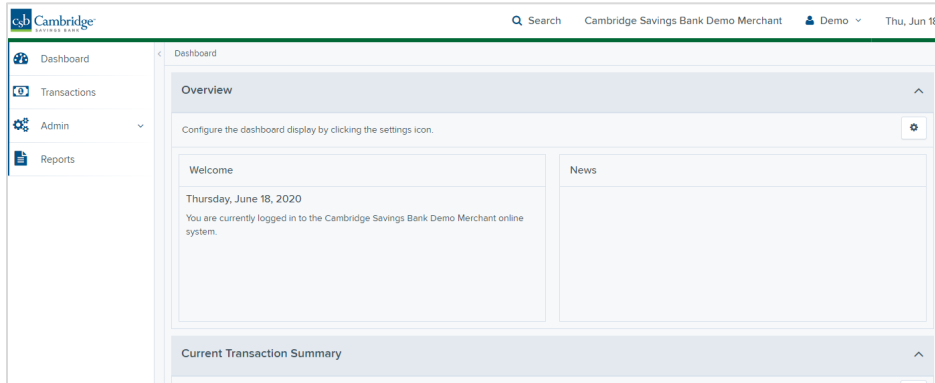 csb Cambridge
SAVINGS BANK
Search Cambridge Savings Bank Demo Merchant Demo Thu, Jun 18
Dashboard
Transactions
Admin
Reports
Dashboard
Overview
Configure the dashboard display by clicking the settings icon.
Welcome
Thursday, June 18, 2020
You are currently logged in to the Cambridge Savings Bank Demo Merchant online
system.
News
Current Transaction Summary